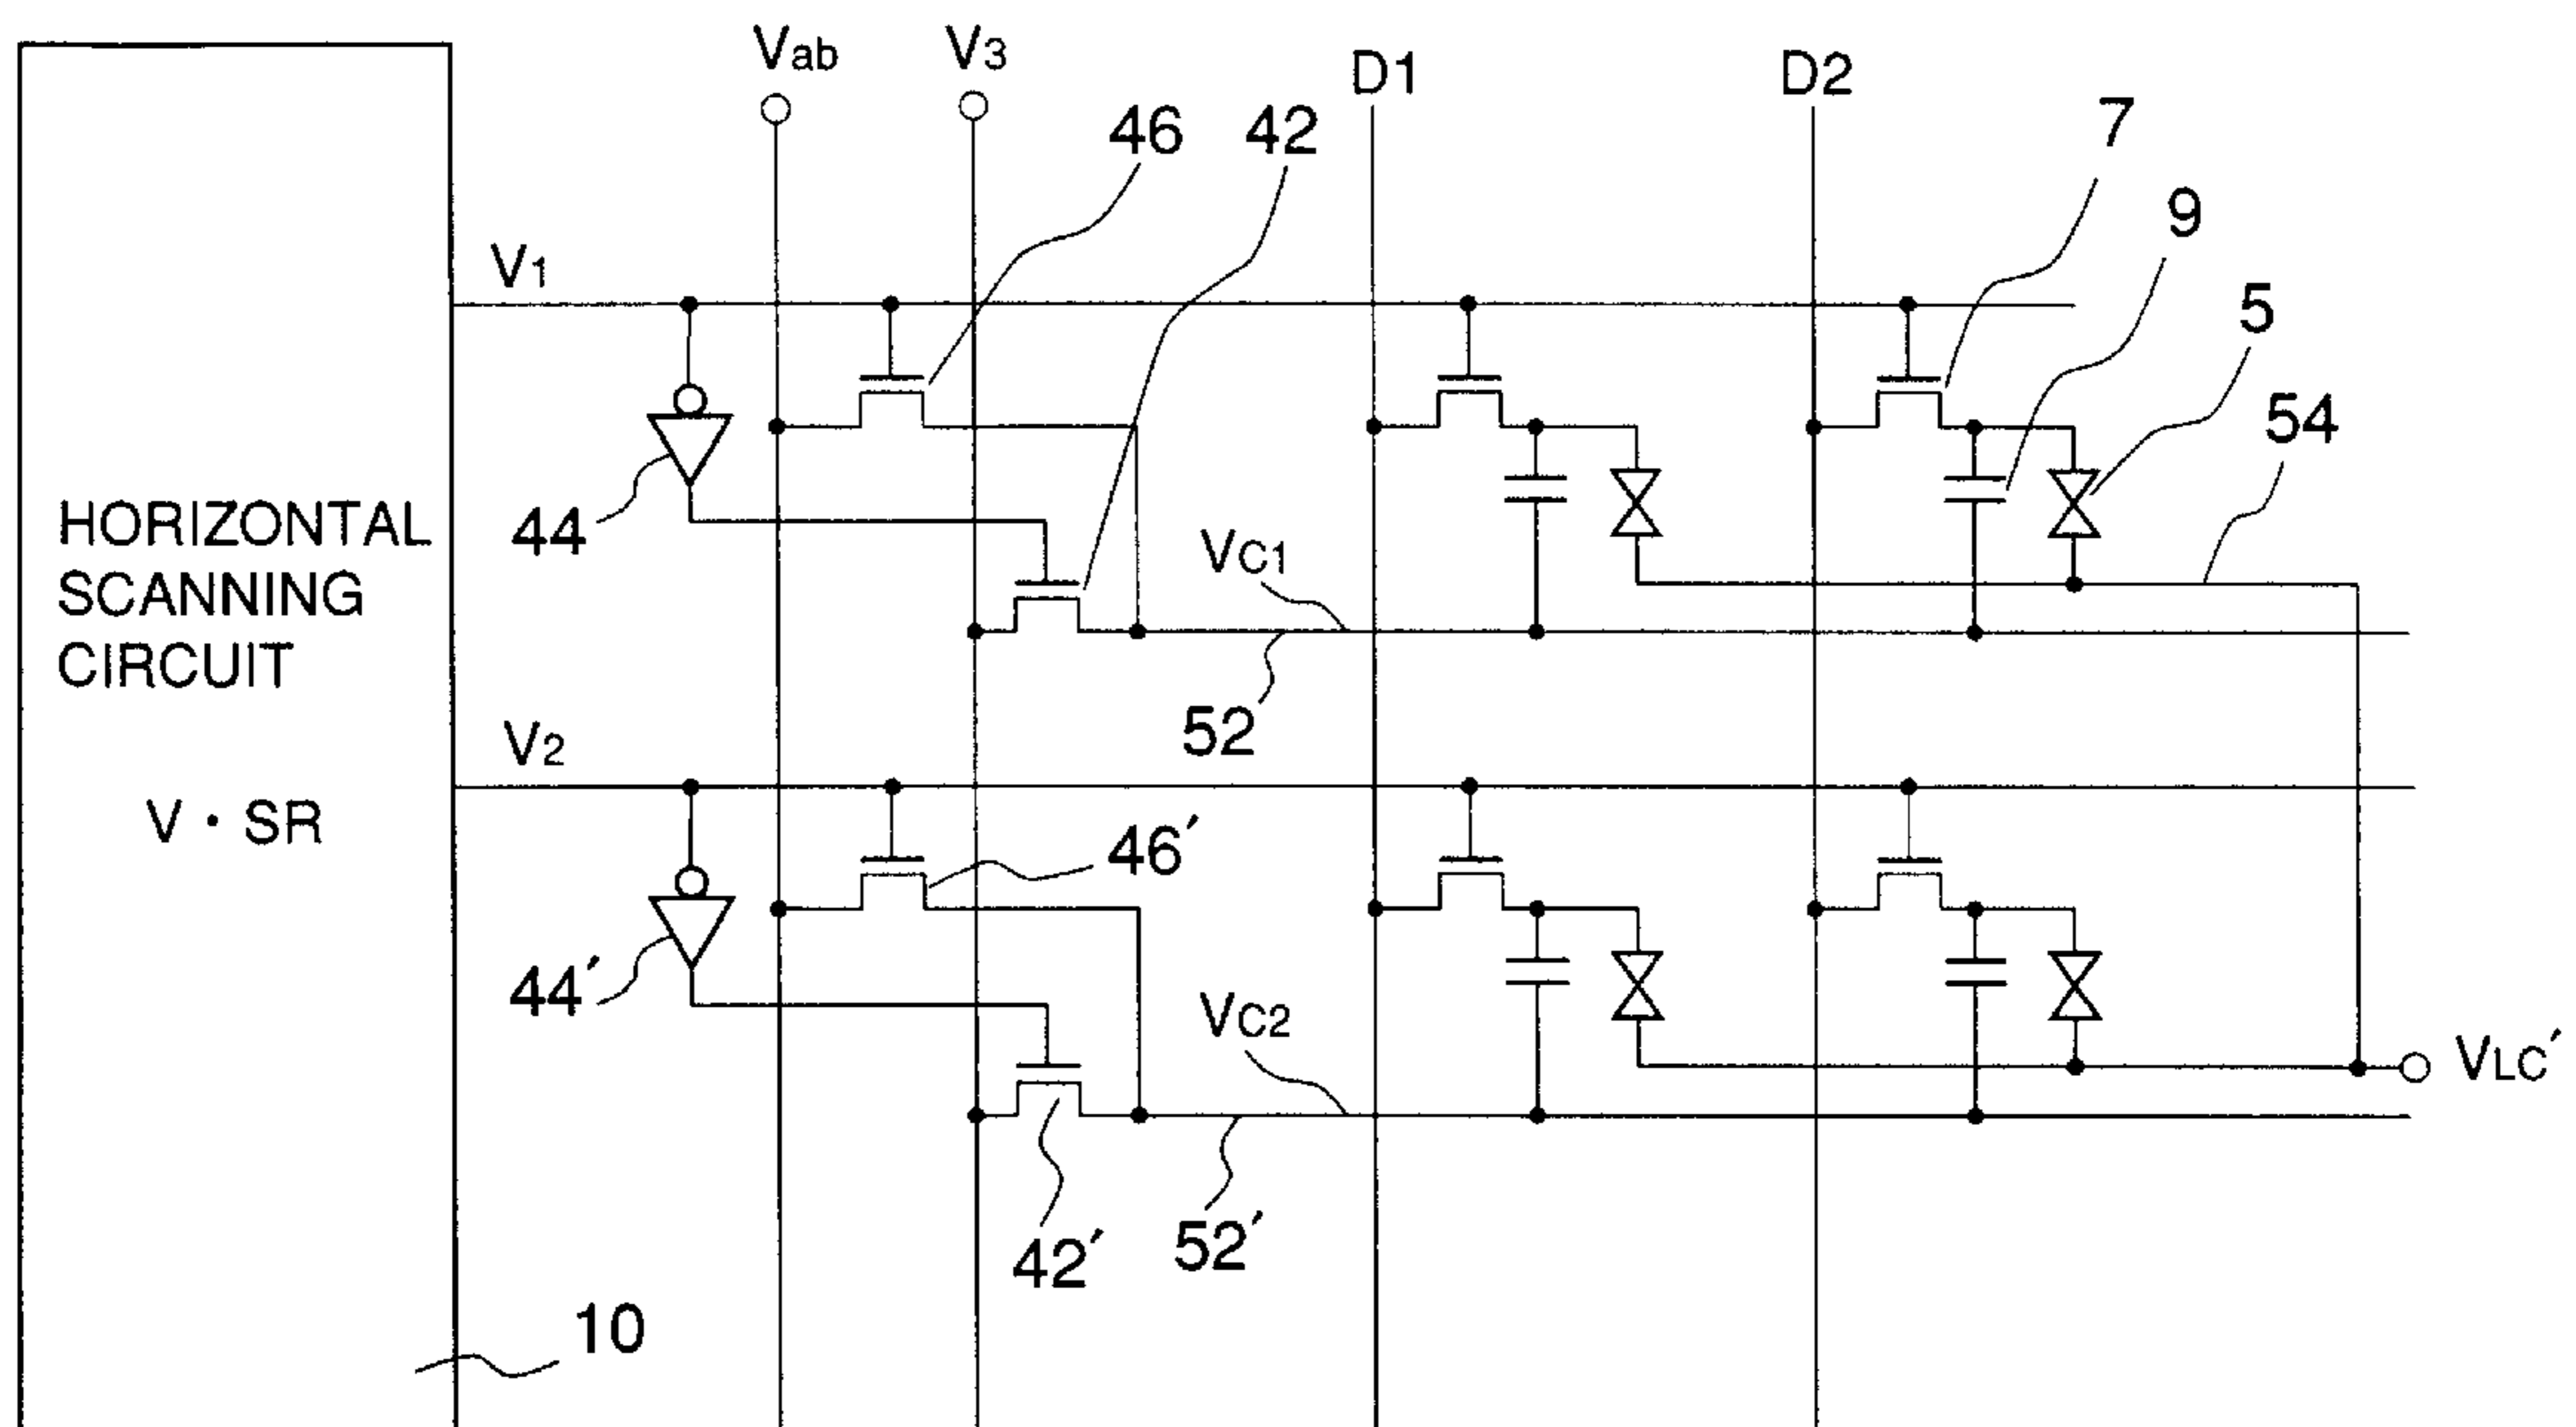 Vab
V3
D1
D2
46
42
7
9
V1
5
54
44
HORIZONTAL
SCANNING
CIRCUIT
VC1
52
V2
V・SR
46′
44′
VC2
VLC′
42′
52′
10